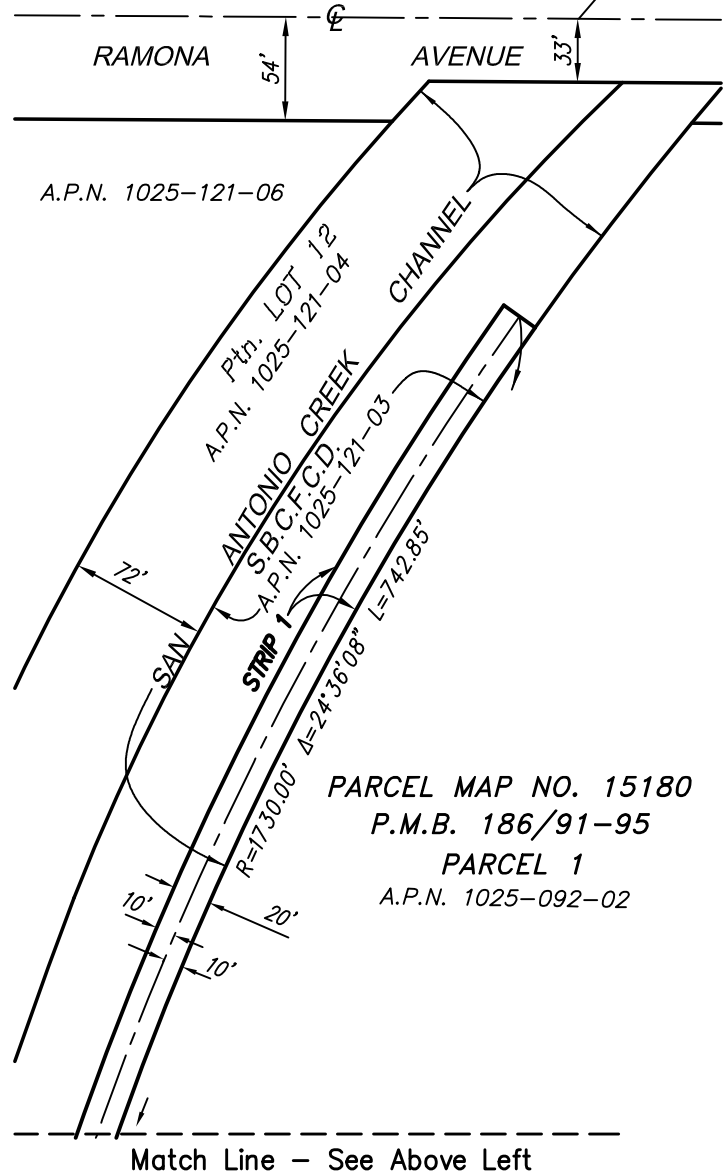 ℄
RAMONA AVENUE
54'
33'
A.P.N. 1025-121-06
Ptn. LOT 12
A.P.N. 1025-121-04
SAN ANTONIO CREEK CHANNEL
S.B.C.F.C.D.
A.P.N. 1025-121-03
72'
STRIP 1
R=1730.00' Δ=24°36'08" L=742.85'
PARCEL MAP NO. 15180
P.M.B. 186/91-95
PARCEL 1
A.P.N. 1025-092-02
10'
20'
10'
Match Line - See Above Left